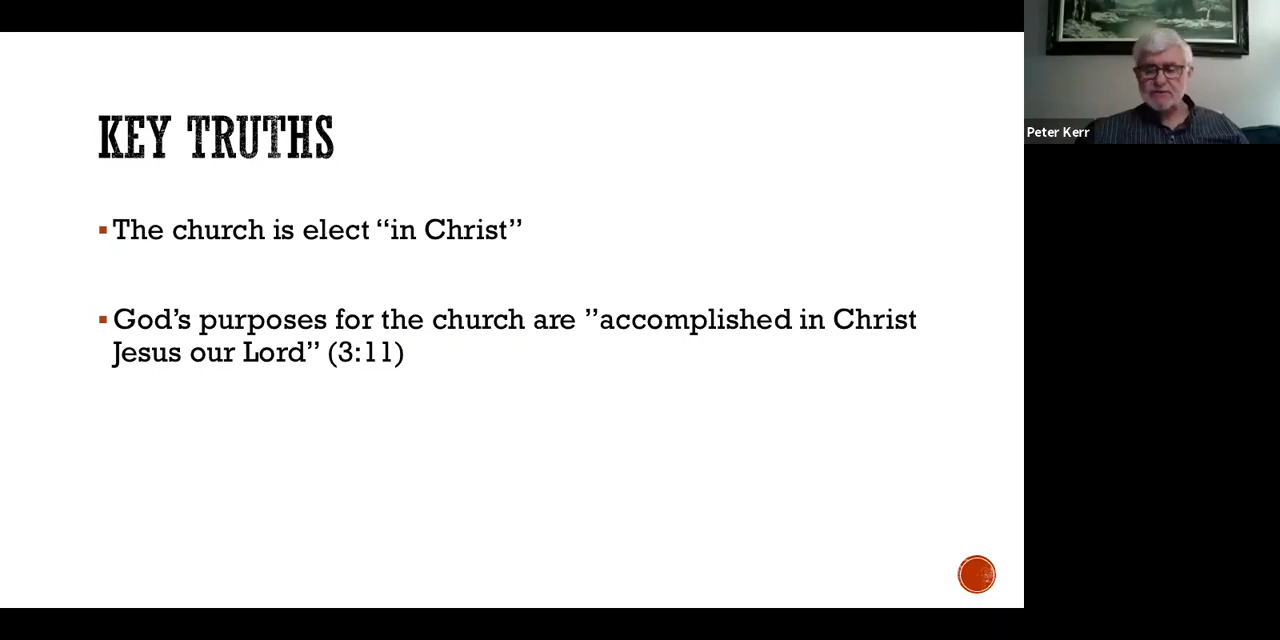 KEY TRUTHS
▪ The church is elect “in Christ”
▪ God’s purposes for the church are ”accomplished in Christ
Jesus our Lord” (3:11)
Peter Kerr